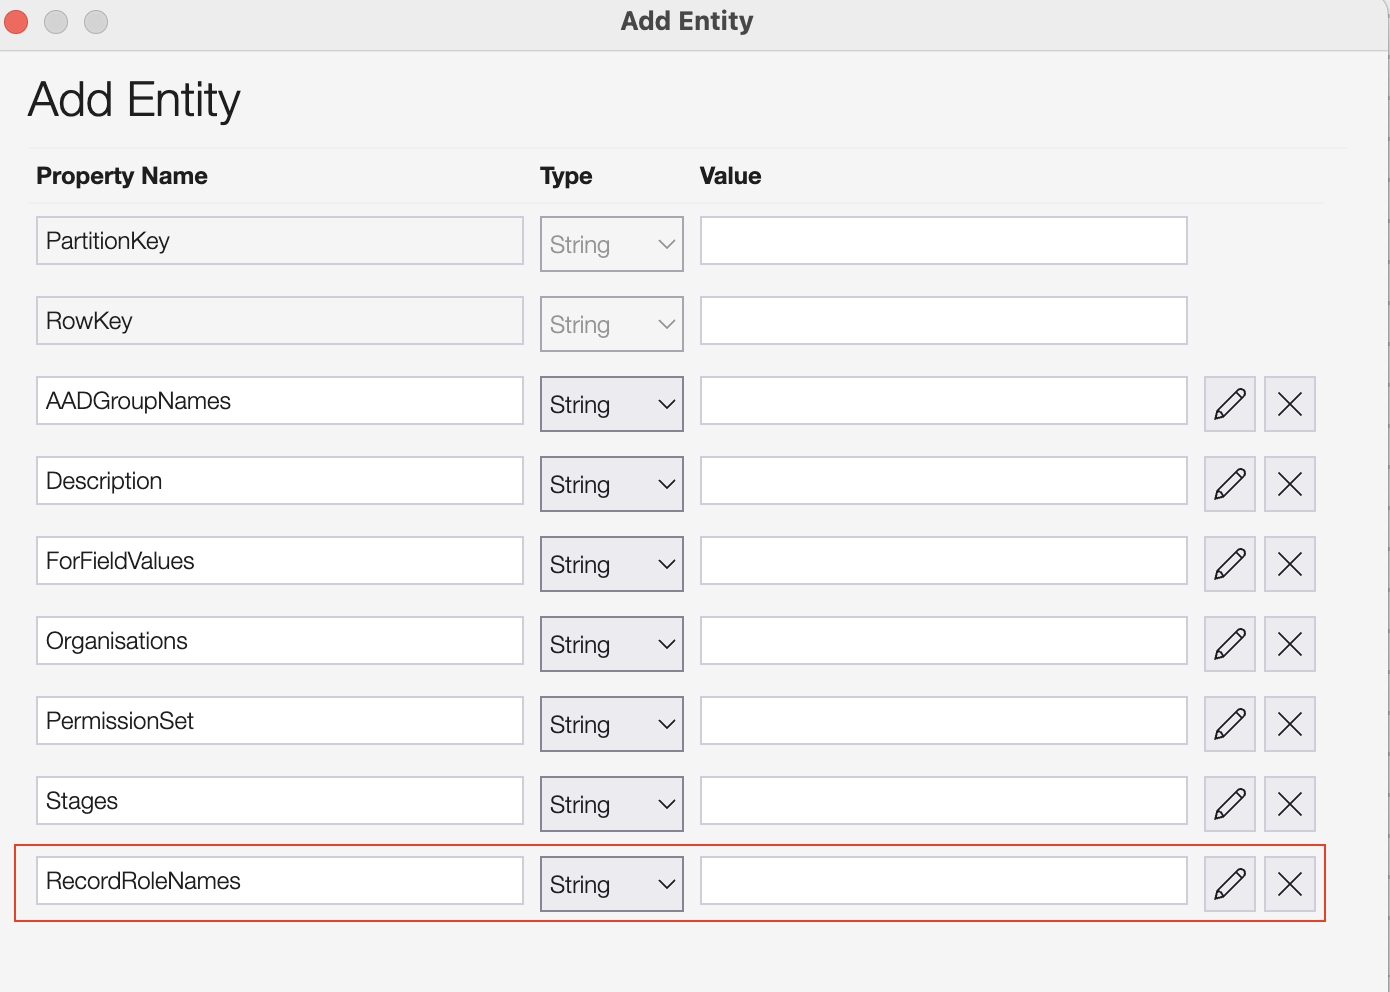 Add Entity
Add Entity
Property Name Type Value
PartitionKey String
RowKey String
AADGroupNames String
Description String
ForFieldValues String
Organisations String
PermissionSet String
Stages String
RecordRoleNames String